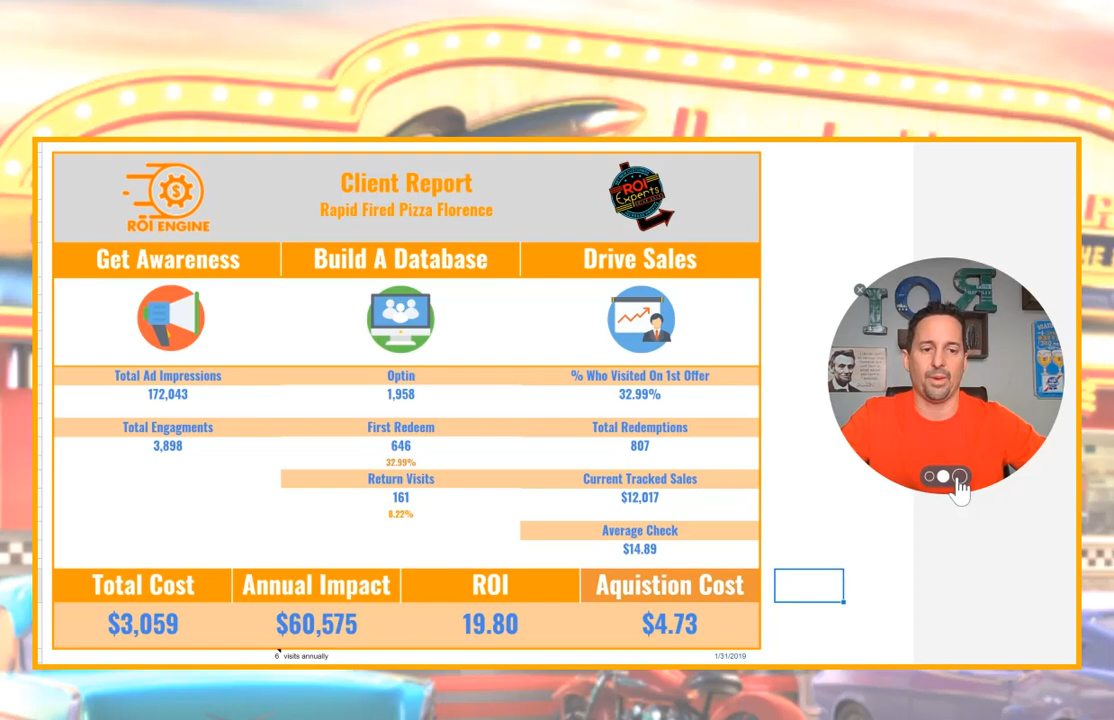 RŌI ENGINE
Client Report
Rapid Fired Pizza Florence
ROI
Experts
Get Awareness
Build A Database
Drive Sales
Total Ad Impressions
Optin
% Who Visited On 1st Offer
172,043
1,958
32.99%
Total Engagments
First Redeem
Total Redemptions
3,898
646
807
32.99%
Return Visits
Current Tracked Sales
161
$12,017
8.22%
Average Check
$14.89
Total Cost
Annual Impact
ROI
Aquistion Cost
$3,059
$60,575
19.80
$4.73
6 visits annually
1/31/2019